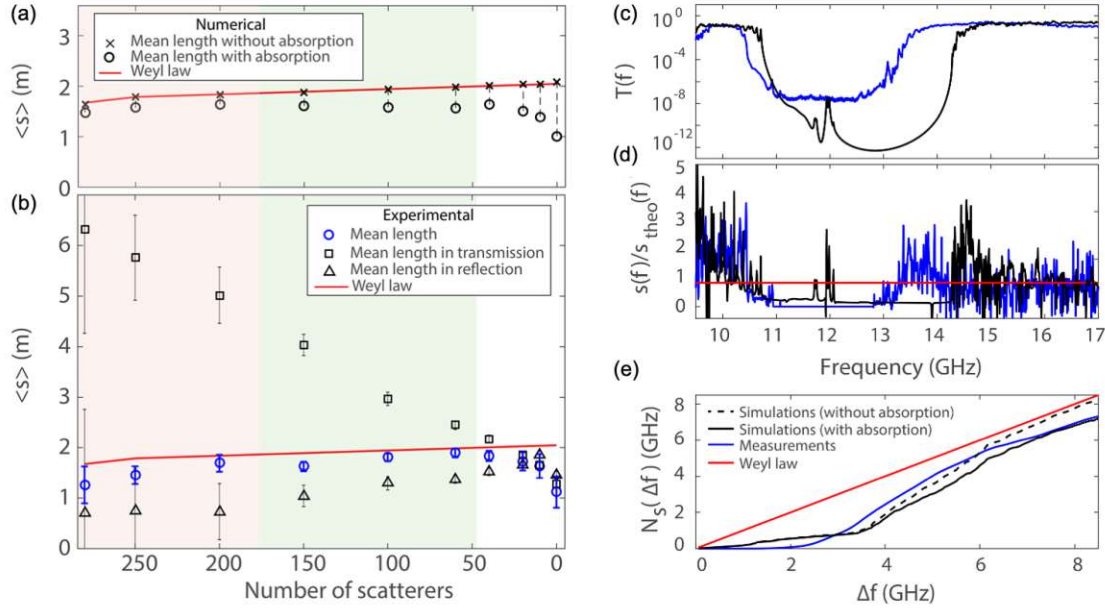 (a)
Numerical
Mean length without absorption
Mean length with absorption
Weyl law
3
2
1
0
<s> (m)
(b)
Experimental
Mean length
Mean length in transmission
Mean length in reflection
Weyl law
6
5
4
3
2
1
0
<s> (m)
250 200 150 100 50 0
Number of scatterers
(c)
10^0
10^-4
10^-8
10^-12
T(f)
(d)
5
4
3
2
1
0
s(f)/s_theo(f)
10 11 12 13 14 15 16 17
Frequency (GHz)
(e)
Simulations (without absorption)
Simulations (with absorption)
Measurements
Weyl law
8
6
4
2
0
N_s(Δf) (GHz)
0 2 4 6 8
Δf (GHz)